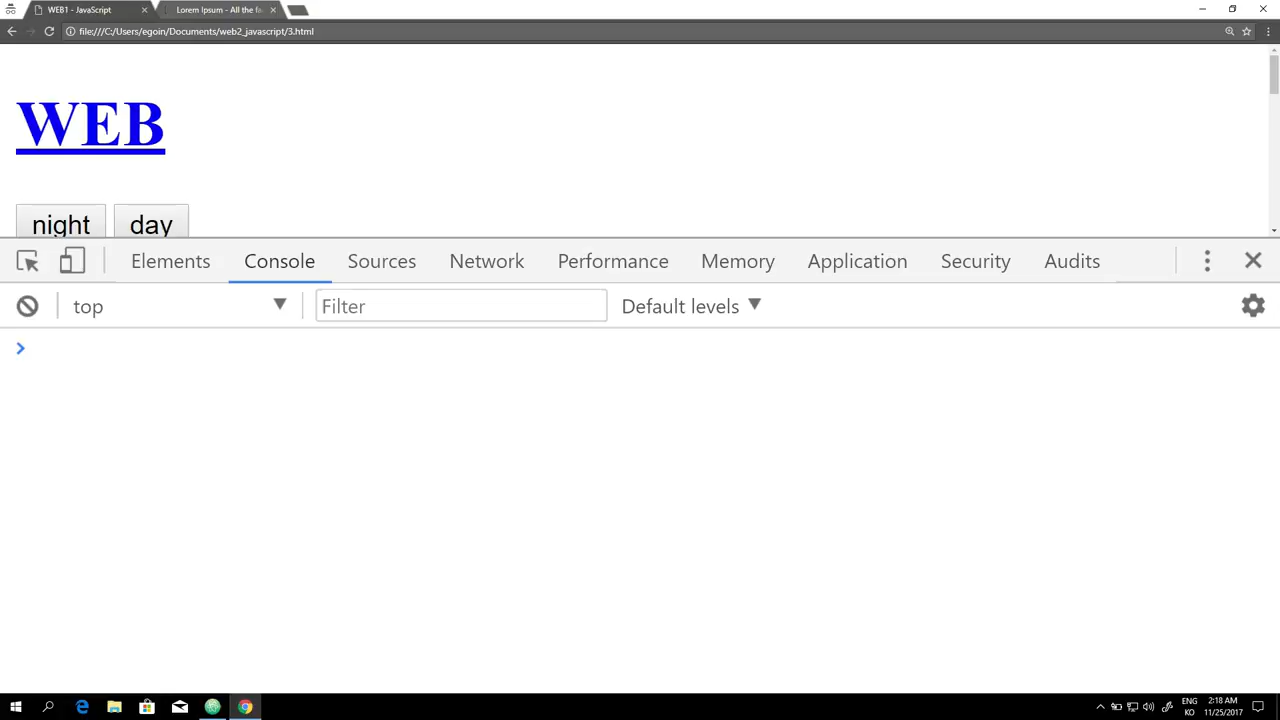 WEB1 - JavaScript
Lorem Ipsum - All the fa
file:///C:/Users/egoin/Documents/web2_javascript/3.html
WEB
night day
Elements Console Sources Network Performance Memory Application Security Audits
top Filter Default levels
ENG 2:18 AM
KO 11/25/2017